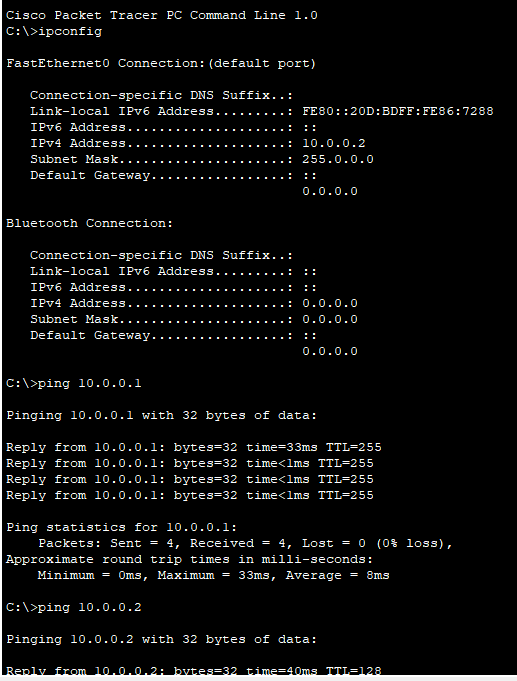 Cisco Packet Tracer PC Command Line 1.0
C:\>ipconfig
FastEthernet0 Connection:(default port)
Connection-specific DNS Suffix..:
Link-local IPv6 Address.........: FE80::20D:BDFF:FE86:7288
IPv6 Address....................: ::
IPv4 Address....................: 10.0.0.2
Subnet Mask.....................: 255.0.0.0
Default Gateway.................: ::
0.0.0.0
Bluetooth Connection:
Connection-specific DNS Suffix..:
Link-local IPv6 Address.........: ::
IPv6 Address....................: ::
IPv4 Address....................: 0.0.0.0
Subnet Mask.....................: 0.0.0.0
Default Gateway.................: ::
0.0.0.0
C:\>ping 10.0.0.1
Pinging 10.0.0.1 with 32 bytes of data:
Reply from 10.0.0.1: bytes=32 time=33ms TTL=255
Reply from 10.0.0.1: bytes=32 time<1ms TTL=255
Reply from 10.0.0.1: bytes=32 time<1ms TTL=255
Reply from 10.0.0.1: bytes=32 time<1ms TTL=255
Ping statistics for 10.0.0.1:
Packets: Sent = 4, Received = 4, Lost = 0 (0% loss),
Approximate round trip times in milli-seconds:
Minimum = 0ms, Maximum = 33ms, Average = 8ms
C:\>ping 10.0.0.2
Pinging 10.0.0.2 with 32 bytes of data:
Reply from 10.0.0.2: bytes=32 time=40ms TTL=128